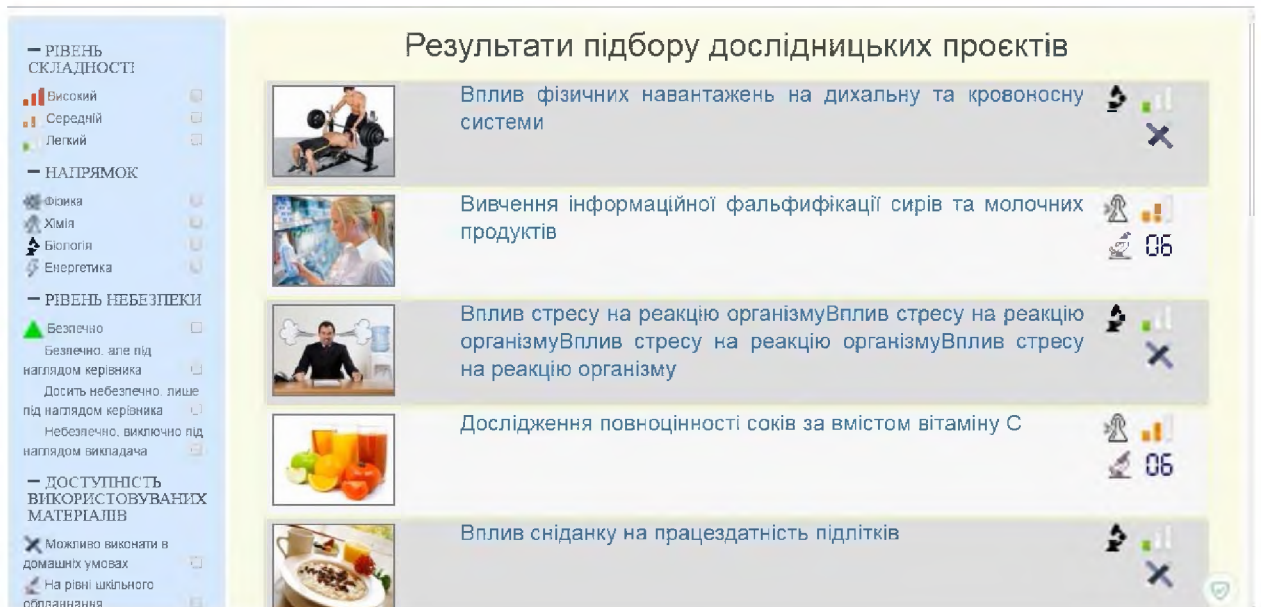 — РІВЕНЬ
СКЛАДНОСТІ
Високий
Середній
Легкий
— НАПРЯМОК
Фізика
Хімія
Біологія
Енергетика
— РІВЕНЬ НЕБЕЗПЕКИ
Безпечно
Безпечно, але під
наглядом керівника
Досить небезпечно, лише
під наглядом керівника
Небезпечно, виключно під
наглядом викладача
— ДОСТУПНІСТЬ
ВИКОРИСТОВУВАНИХ
МАТЕРІАЛІВ
Можливо виконати в
домашніх умовах
На рівні шкільного
обладнання
Результати підбору дослідницьких проєктів
Вплив фізичних навантажень на дихальну та кровоносну
системи
Вивчення інформаційної фальфифікації сирів та молочних
продуктів
06
Вплив стресу на реакцію організмуВплив стресу на реакцію
організмуВплив стресу на реакцію організмуВплив стресу
на реакцію організму
Дослідження повноцінності соків за вмістом вітаміну С
06
Вплив сніданку на працездатність підлітків